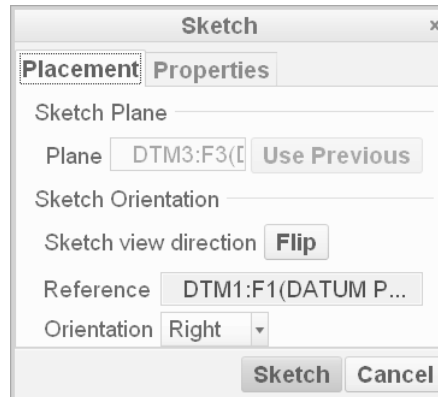 Sketch
Placement Properties
Sketch Plane
Plane DTM3:F3(D Use Previous
Sketch Orientation
Sketch view direction Flip
Reference DTM1:F1(DATUM P...
Orientation Right
Sketch Cancel